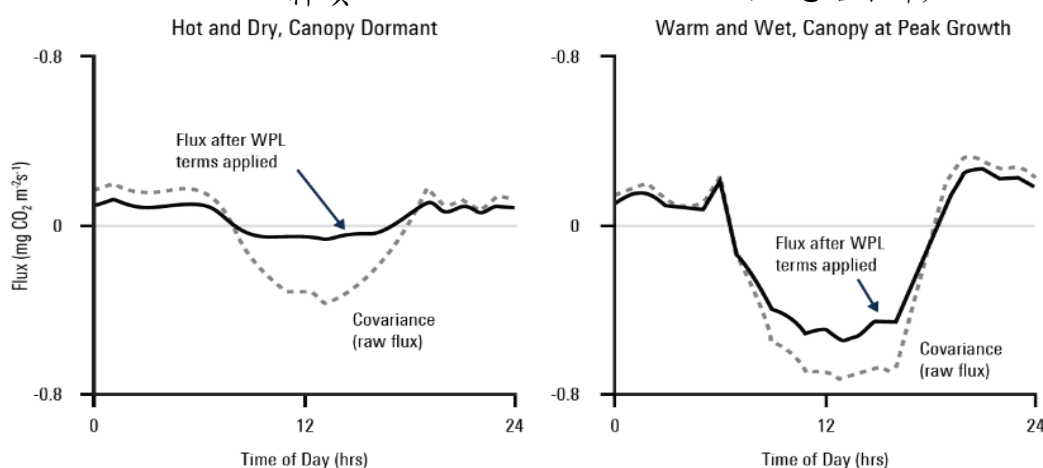 Hot and Dry, Canopy Dormant
-0.8
0
-0.8
Flux (mg CO₂ m⁻²s⁻¹)
Flux after WPL
terms applied
Covariance
(raw flux)
0
12
24
Time of Day (hrs)
Warm and Wet, Canopy at Peak Growth
-0.8
0
-0.8
Flux after WPL
terms applied
Covariance
(raw flux)
0
12
24
Time of Day (hrs)